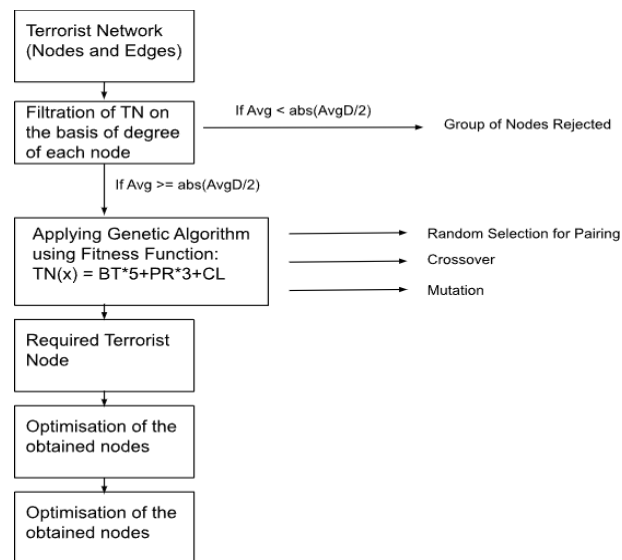 Terrorist Network
(Nodes and Edges)
If Avg < abs(AvgD/2)
Filtration of TN on
the basis of degree
of each node
Group of Nodes Rejected
If Avg >= abs(AvgD/2)
Applying Genetic Algorithm
using Fitness Function:
TN(x) = BT*5+PR*3+CL
Random Selection for Pairing
Crossover
Mutation
Required Terrorist
Node
Optimisation of the
obtained nodes
Optimisation of the
obtained nodes